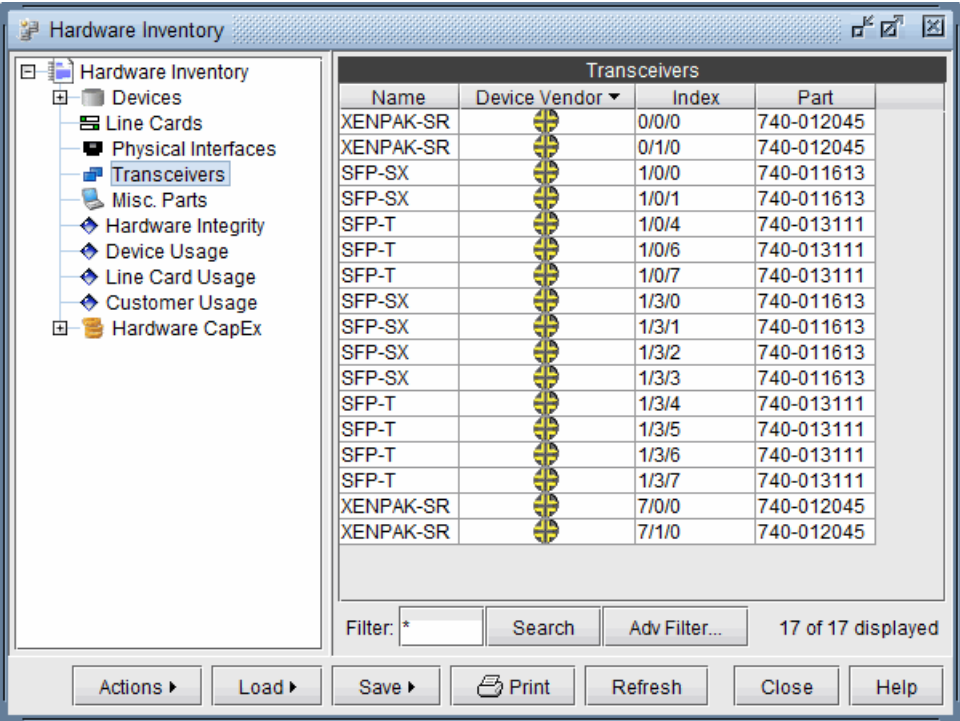 Hardware Inventory
Hardware Inventory
Devices
Line Cards
Physical Interfaces
Transceivers
Misc. Parts
Hardware Integrity
Device Usage
Line Card Usage
Customer Usage
Hardware CapEx
Transceivers
Name Device Vendor Index Part
XENPAK-SR 0/0/0 740-012045
XENPAK-SR 0/1/0 740-012045
SFP-SX 1/0/0 740-011613
SFP-SX 1/0/1 740-011613
SFP-T 1/0/4 740-013111
SFP-T 1/0/6 740-013111
SFP-T 1/0/7 740-013111
SFP-SX 1/3/0 740-011613
SFP-SX 1/3/1 740-011613
SFP-SX 1/3/2 740-011613
SFP-SX 1/3/3 740-011613
SFP-T 1/3/4 740-013111
SFP-T 1/3/5 740-013111
SFP-T 1/3/6 740-013111
SFP-T 1/3/7 740-013111
XENPAK-SR 7/0/0 740-012045
XENPAK-SR 7/1/0 740-012045
Filter: * Search Adv Filter... 17 of 17 displayed
Actions Load Save Print Refresh Close Help